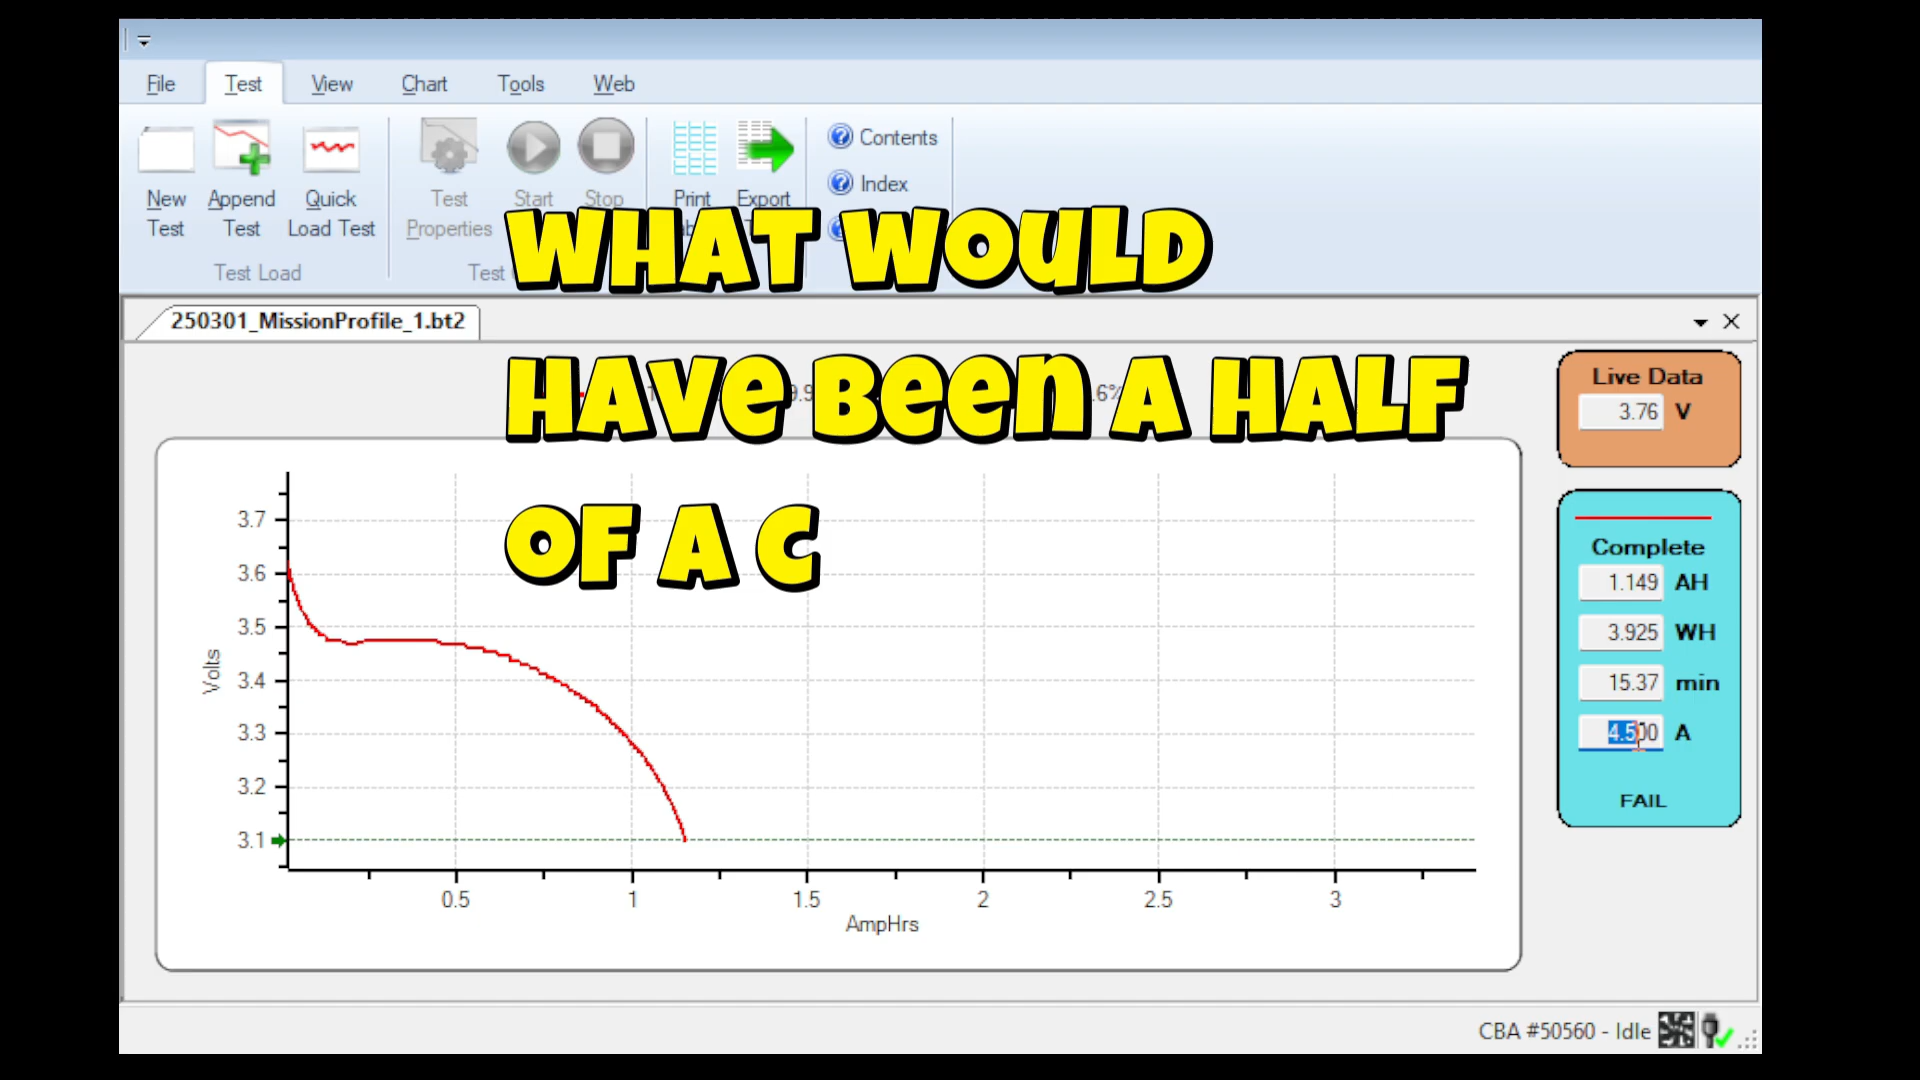 File Test View Chart Tools Web
Contents
Index
New Test
Append Test
Quick Load Test
Test Properties
Start
Stop
Print
Export
Test Load
Test
WHAT WOULD
HAVE BEEN A HALF
OF A C
250301_MissionProfile_1.bt2
Live Data
3.76 V
Complete
1.149 AH
3.925 WH
15.37 min
4.500 A
FAIL
Volts
3.7
3.6
3.5
3.4
3.3
3.2
3.1
0.5 1 1.5 2 2.5 3
AmpHrs
CBA #50560 - Idle